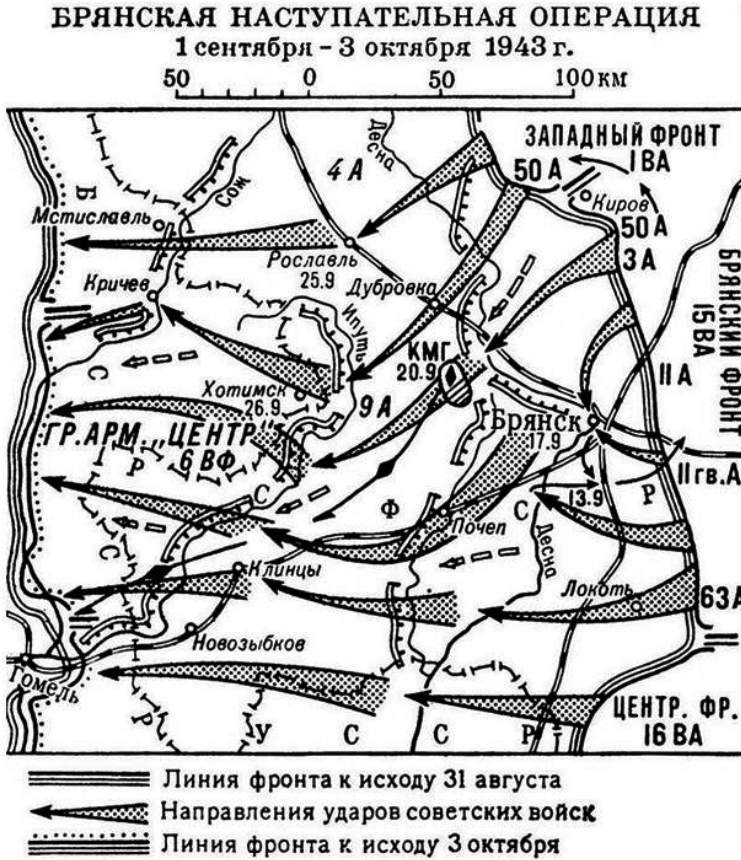 БРЯНСКАЯ НАСТУПАТЕЛЬНАЯ ОПЕРАЦИЯ
1 сентября – 3 октября 1943 г.
50 0 50 100 км
ЗАПАДНЫЙ ФРОНТ
1 ВА
Десна
4 А
50 А
Киров
Сож
Б
Мстиславль
50 А
3 А
Рославль
25.9
Дубровка
БРЯНСКИЙ ФРОНТ
15 ВА
Кричев
Ипуть
КМГ
20.9
11 А
С
Хотимск
26.9
9 А
Брянск
17.9
ГР. АРМ. „ЦЕНТР"
6 ВФ
11 гв. А
Р
С
Ф
С
13.9
Р
Почеп
С
Десна
Клинцы
Локоть
63 А
Новозыбков
Гомель
ЦЕНТР. ФР.
16 ВА
Р
У
С
С
Р
Линия фронта к исходу 31 августа
Направления ударов советских войск
Линия фронта к исходу 3 октября